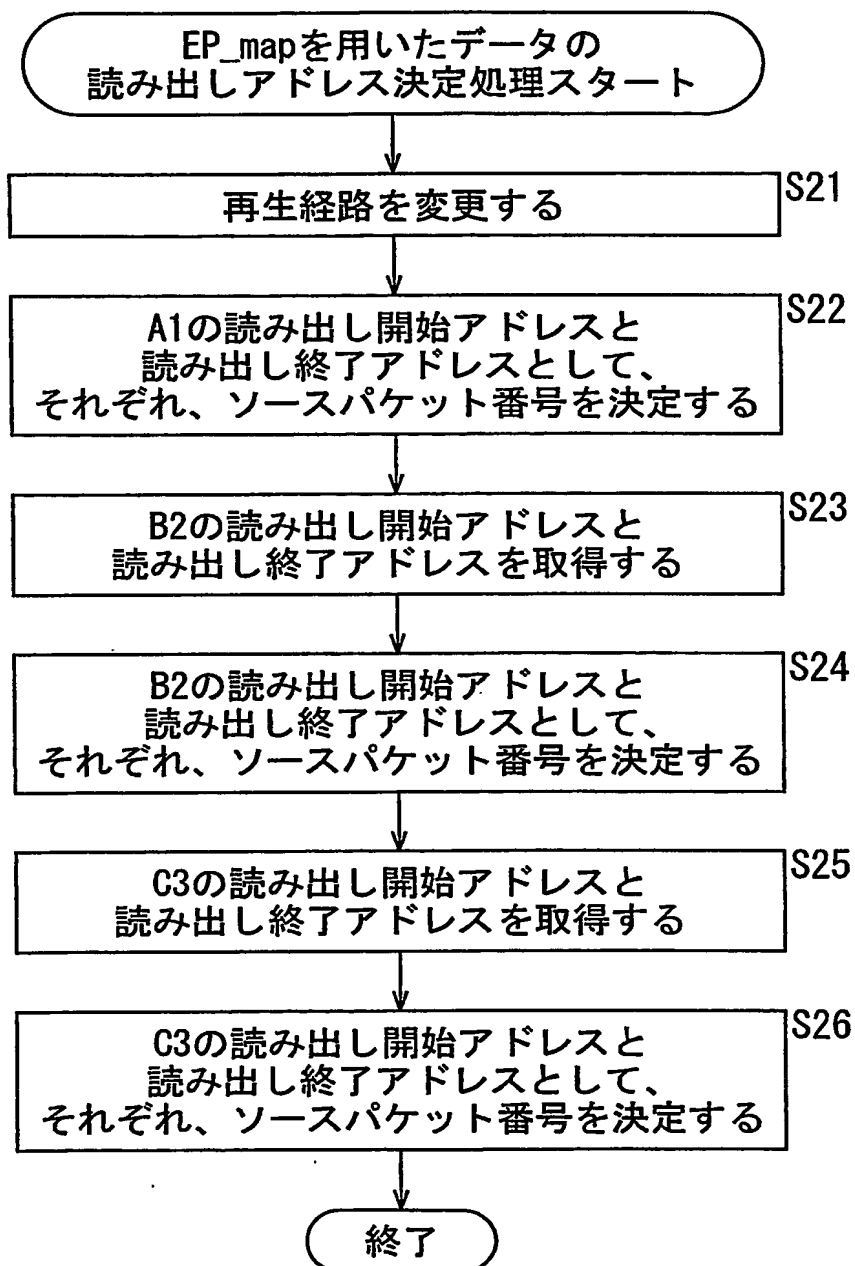 EP_mapを用いたデータの
読み出しアドレス決定処理スタート
S21
再生経路を変更する
S22
A1の読み出し開始アドレスと
読み出し終了アドレスとして、
それぞれ、ソースパケット番号を決定する
S23
B2の読み出し開始アドレスと
読み出し終了アドレスを取得する
S24
B2の読み出し開始アドレスと
読み出し終了アドレスとして、
それぞれ、ソースパケット番号を決定する
S25
C3の読み出し開始アドレスと
読み出し終了アドレスを取得する
S26
C3の読み出し開始アドレスと
読み出し終了アドレスとして、
それぞれ、ソースパケット番号を決定する
終了